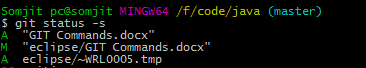 Somjit pc@somjit MINGW64 /f/code/java (master)
$ git status -s
A  "GIT Commands.docx"
M  "eclipse/GIT Commands.docx"
A  eclipse/~WRL0005.tmp